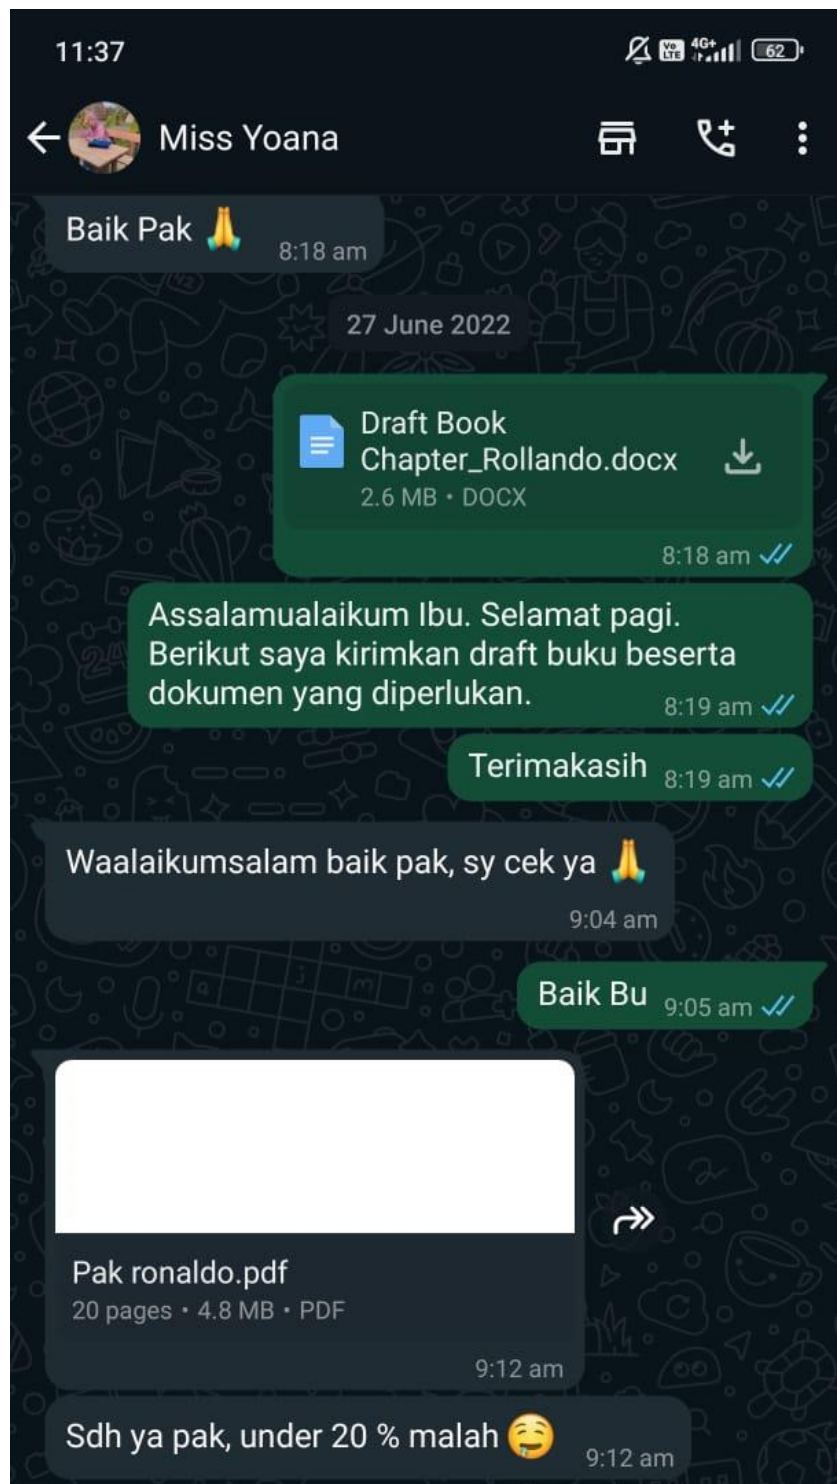 11:37
Vo LTE 4G+ 62
Miss Yoana
Baik Pak 🙏 8:18 am
27 June 2022
Draft Book
Chapter_Rollando.docx
2.6 MB • DOCX
8:18 am
Assalamualaikum Ibu. Selamat pagi.
Berikut saya kirimkan draft buku beserta
dokumen yang diperlukan. 8:19 am
Terimakasih 8:19 am
Waalaikumsalam baik pak, sy cek ya 🙏
9:04 am
Baik Bu 9:05 am
Pak ronaldo.pdf
20 pages • 4.8 MB • PDF
9:12 am
Sdh ya pak, under 20 % malah 🤤 9:12 am